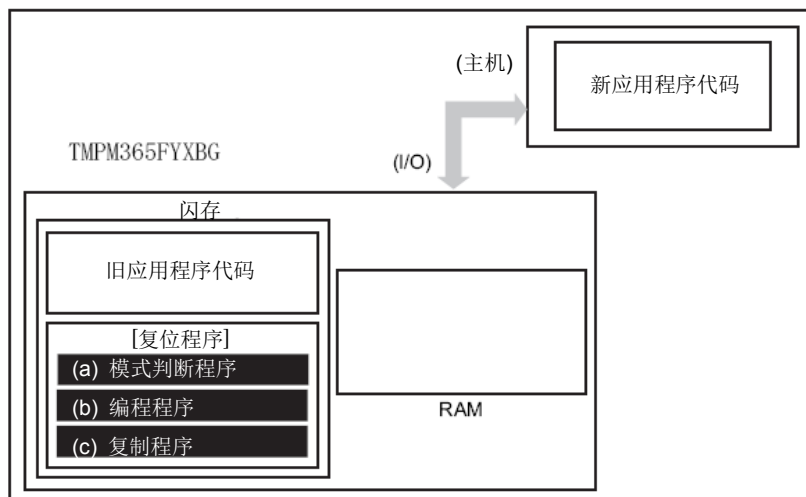 (主机)
新应用程序代码
TMPM365FYXBG
(I/O)
闪存
旧应用程序代码
[复位程序]
(a) 模式判断程序
(b) 编程程序
(c) 复制程序
RAM